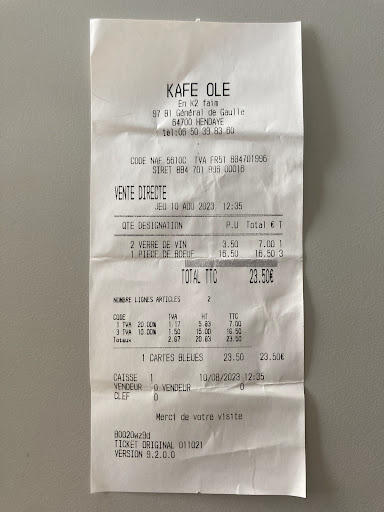 KAFE OLE
En K2 faim
97 Bl Général de Gaulle
64700 HENDAYE
tel:06 50 39 83 60
CODE NAF 5610C TVA FR51 884701996
SIRET 884 701 996 00016
VENTE DIRECTE
JEU 10 AOU 2023 12:35
QTE DESIGNATION P.U Total € T
2 VERRE DE VIN 3.50 7.00 1
1 PIECE DE BOEUF 16.50 16.50 3
TOTAL TTC 23.50€
NOMBRE LIGNES ARTICLES 2
CODE TVA HT TTC
1 TVA 20.00% 1.17 5.83 7.00
3 TVA 10.00% 1.50 15.00 16.50
Totaux 2.67 20.83 23.50
1 CARTES BLEUES 23.50 23.50€
CAISSE 1 10/08/2023 12:35
VENDEUR 0 VENDEUR 0
CLEF 0
Merci de votre visite
80020wz9d
TICKET ORIGINAL 011021
VERSION 9.2.0.0